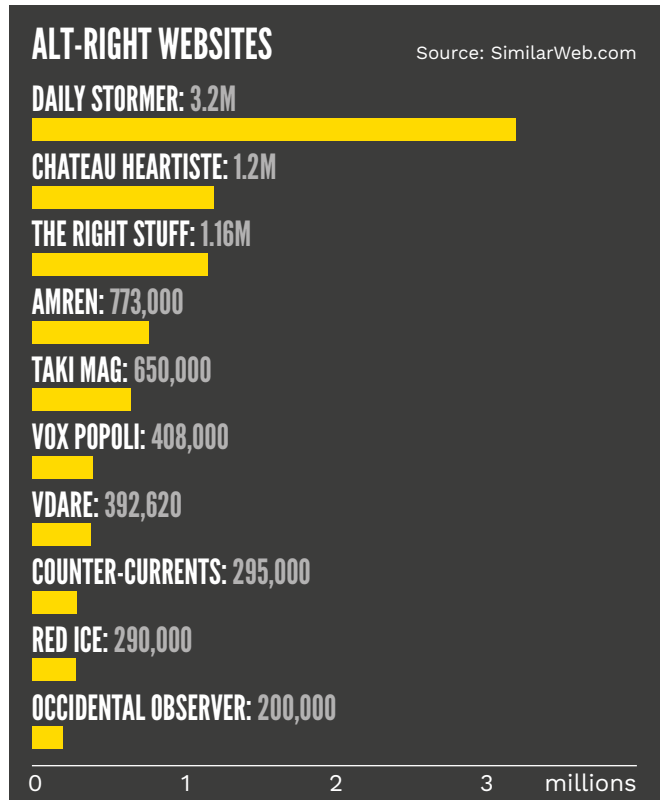 ALT-RIGHT WEBSITES
Source: SimilarWeb.com
DAILY STORMER: 3.2M
CHATEAU HEARTISTE: 1.2M
THE RIGHT STUFF: 1.16M
AMREN: 773,000
TAKI MAG: 650,000
VOX POPOLI: 408,000
VDARE: 392,620
COUNTER-CURRENTS: 295,000
RED ICE: 290,000
OCCIDENTAL OBSERVER: 200,000
0 1 2 3 millions